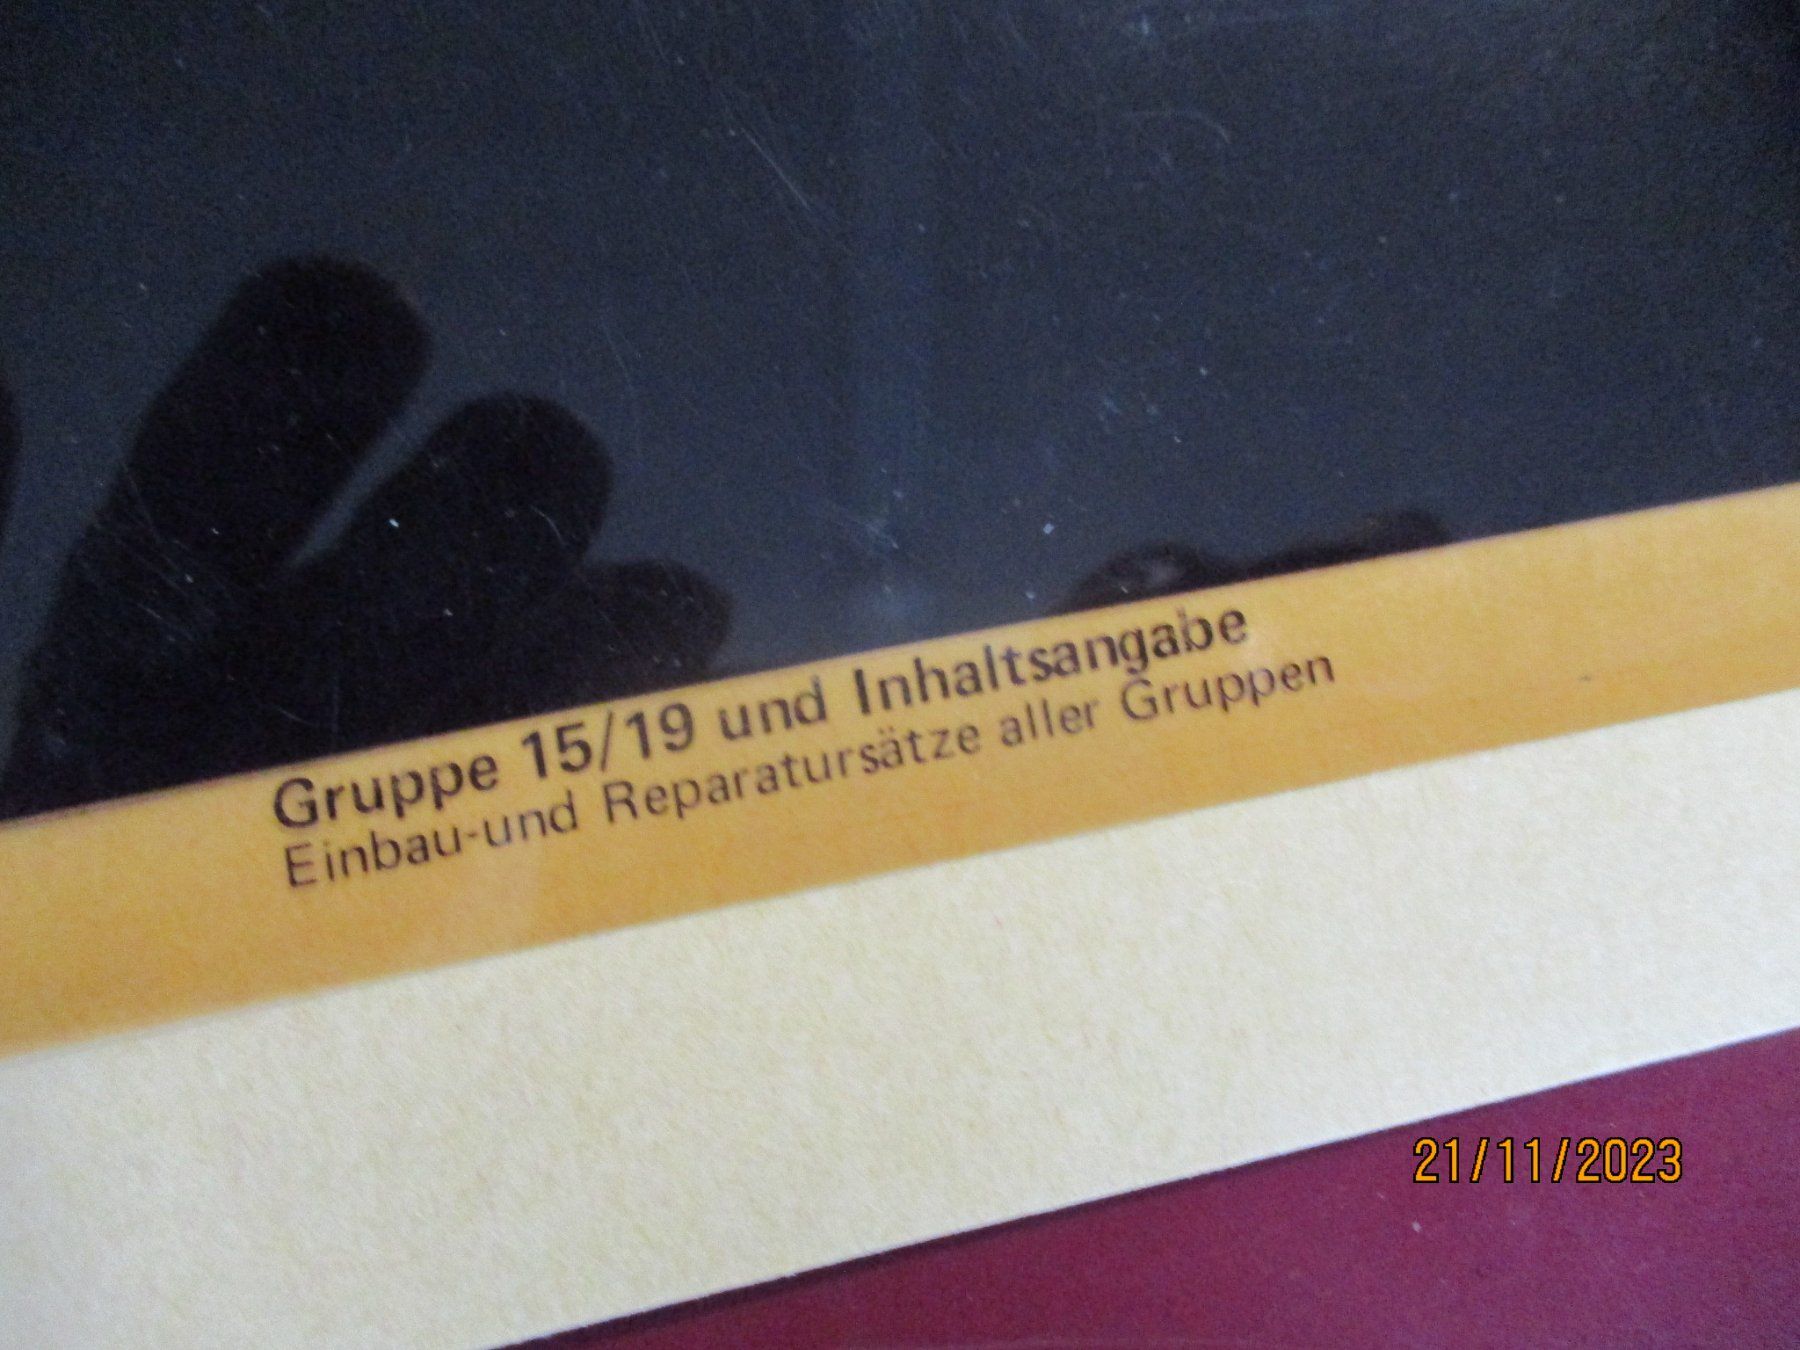 Gruppe 15/19 und Inhaltsangabe
Einbau-und Reparatursätze aller Gruppen
21/11/2023